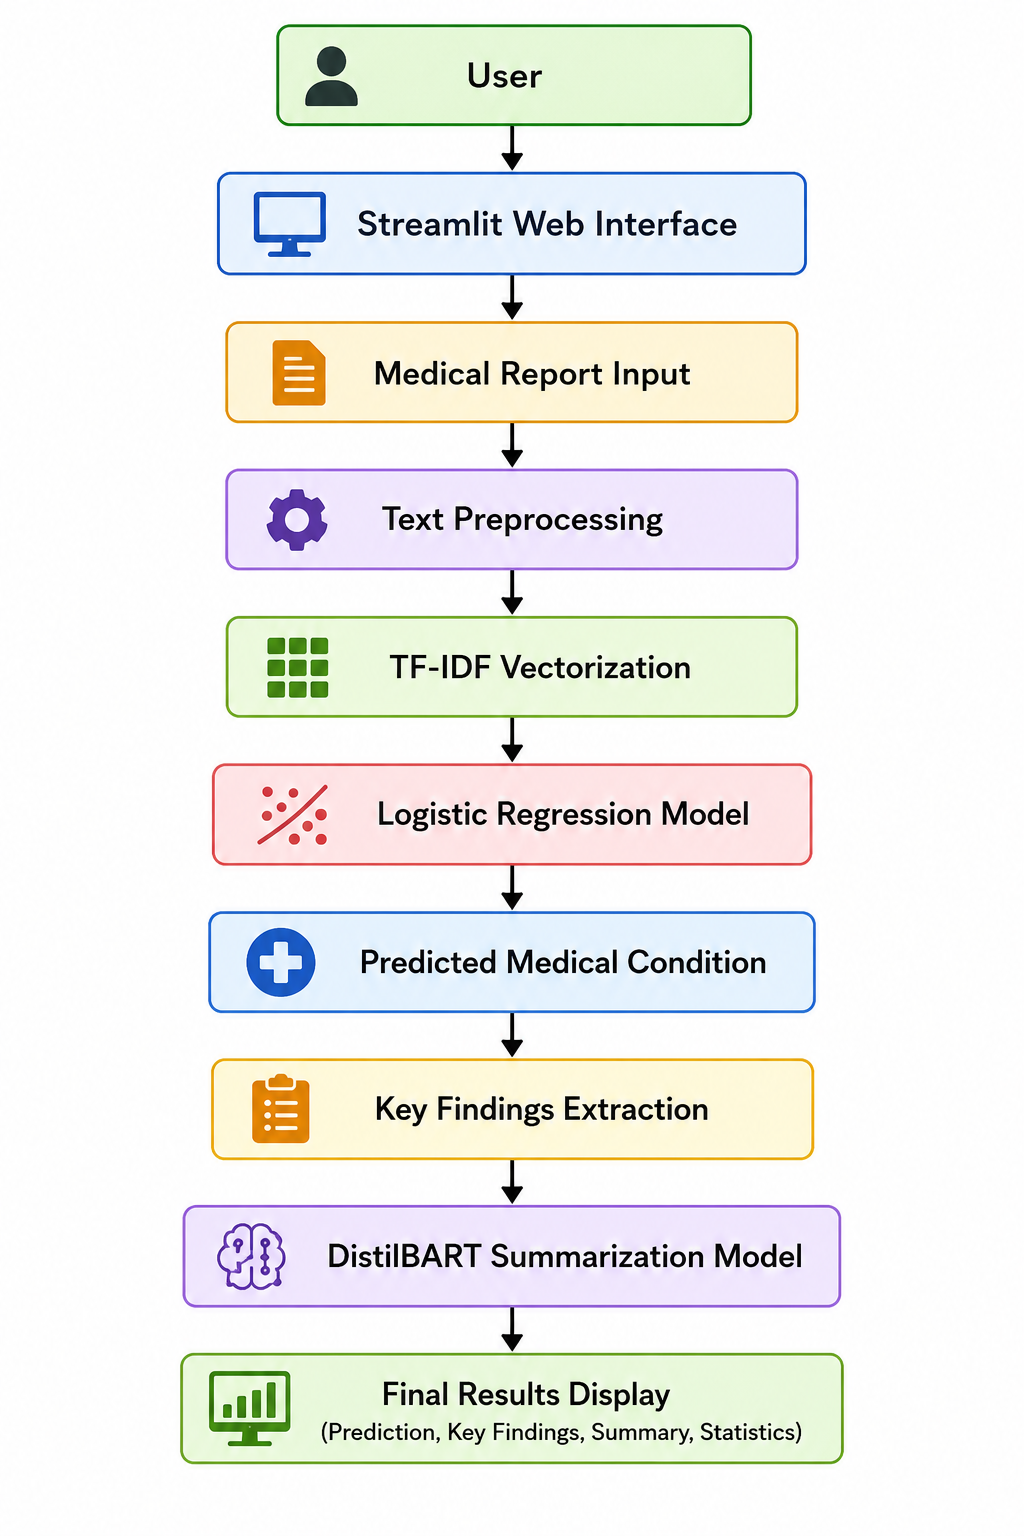 User
Streamlit Web Interface
Medical Report Input
Text Preprocessing
TF-IDF Vectorization
Logistic Regression Model
Predicted Medical Condition
Key Findings Extraction
DistilBART Summarization Model
Final Results Display
(Prediction, Key Findings, Summary, Statistics)